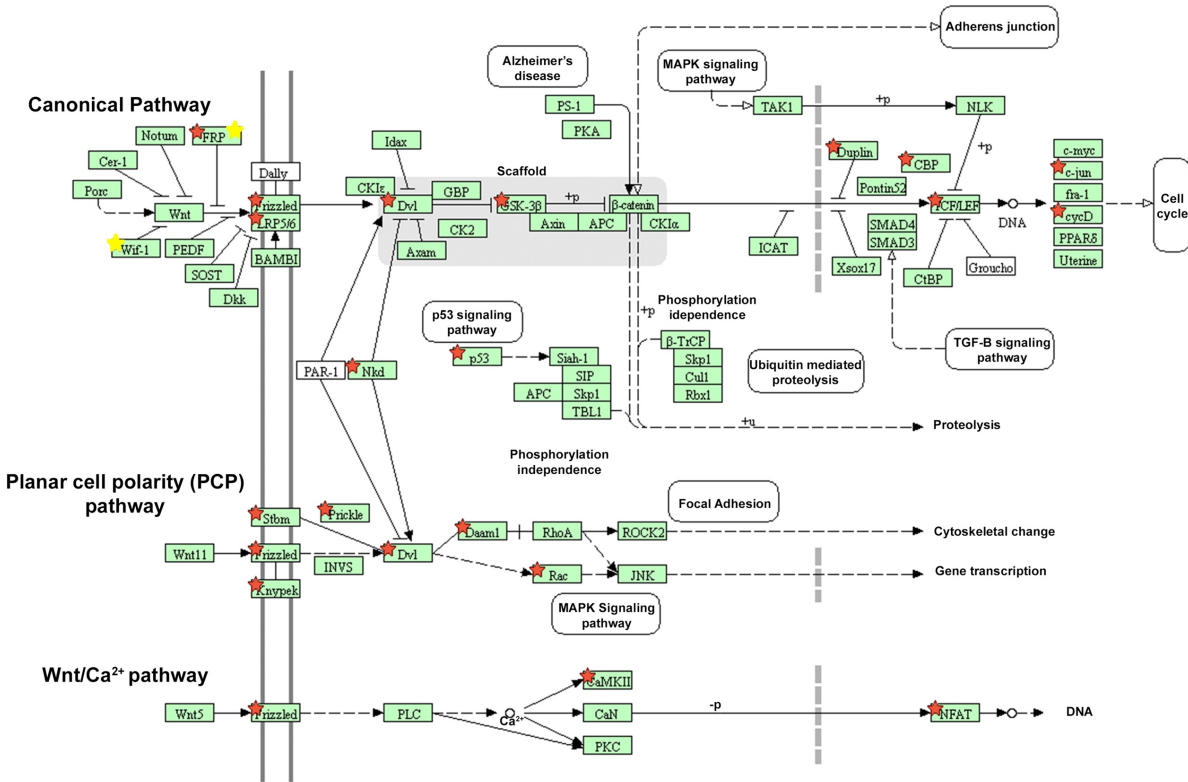 Adherens junction
Alzheimer's
disease
MAPK signaling
pathway
Canonical Pathway
PS-1
TAK1
+p
NLK
Notum
FRP
Idax
PKA
+p
Duplin
CBP
c-myc
Cer-1
Dally
Scaffold
c-jun
Porc
CKIε
GBP
Pontin52
fra-1
Wnt
Frizzled
Dvl
GSK-3β
+p
β-catenin
TCF/LEF
DNA
cycD
Cell
cycle
LRP5/6
CK2
Axin
APC
CKIα
SMAD4
SMAD3
PPARδ
Wif-1
PEDF
BAMBI
Axam
ICAT
Xsox17
CtBP
Groucho
Uterine
SOST
Dkk
p53 signaling
pathway
+p
Phosphorylation
idependence
p53
Siah-1
β-TrCP
TGF-B signaling
pathway
PAR-1
Nkd
SIP
Skp1
Ubiquitin mediated
proteolysis
APC
Skp1
Cul1
TBL1
Rbx1
+u
Proteolysis
Phosphorylation
independence
Planar cell polarity (PCP)
pathway
Focal Adhesion
Stbm
Prickle
Daam1
RhoA
ROCK2
Cytoskeletal change
Wnt11
Frizzled
INVS
Dvl
Rac
JNK
Gene transcription
Knypek
MAPK Signaling
pathway
Wnt/Ca²⁺ pathway
CaMKII
Wnt5
Frizzled
PLC
Ca²⁺
CaN
-p
NFAT
DNA
PKC